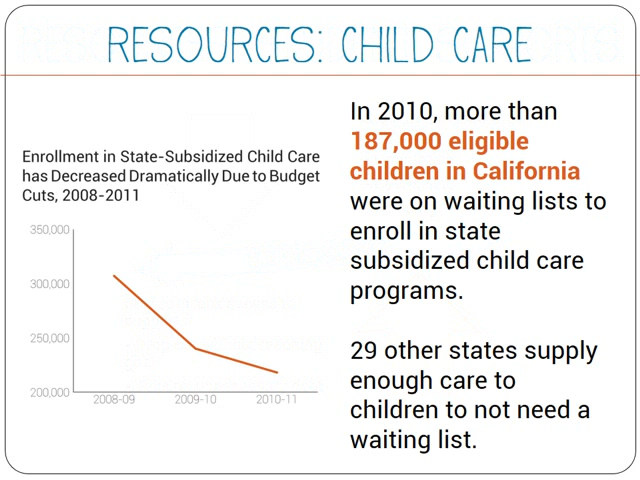 RESOURCES: CHILD CARE
Enrollment in State-Subsidized Child Care
has Decreased Dramatically Due to Budget
Cuts, 2008-2011
350,000
300,000
250,000
200,000
2008-09 2009-10 2010-11
In 2010, more than
187,000 eligible
children in California
were on waiting lists to
enroll in state
subsidized child care
programs.
29 other states supply
enough care to
children to not need a
waiting list.